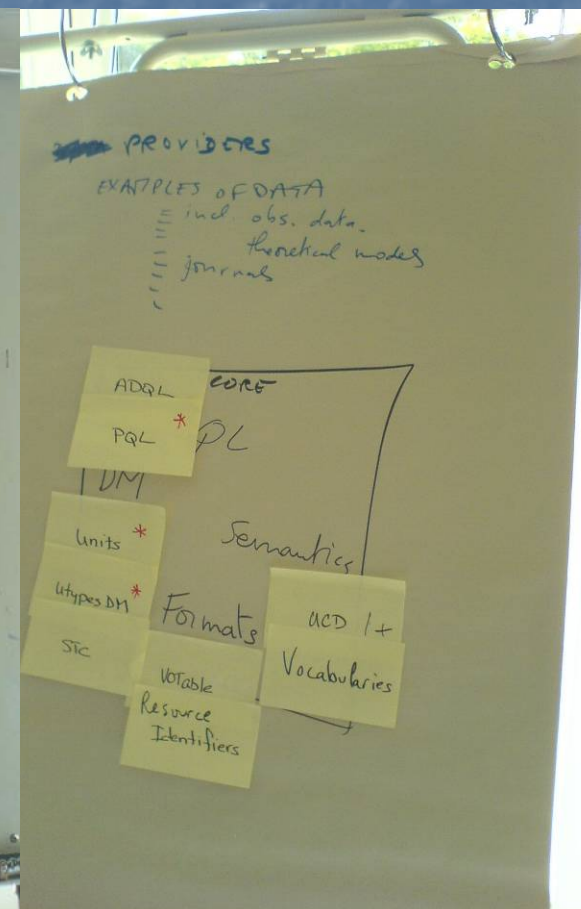 PROVIDERS
EXAMPLES OF DATA
incl. obs. data.
theoretical models
journals
ADQL
CORE
PQL *
QL
DM
Units *
Semantics
Utypes DM *
Formats
UCD 1+
STC
Vocabularies
VOTable
Resource
Identifiers